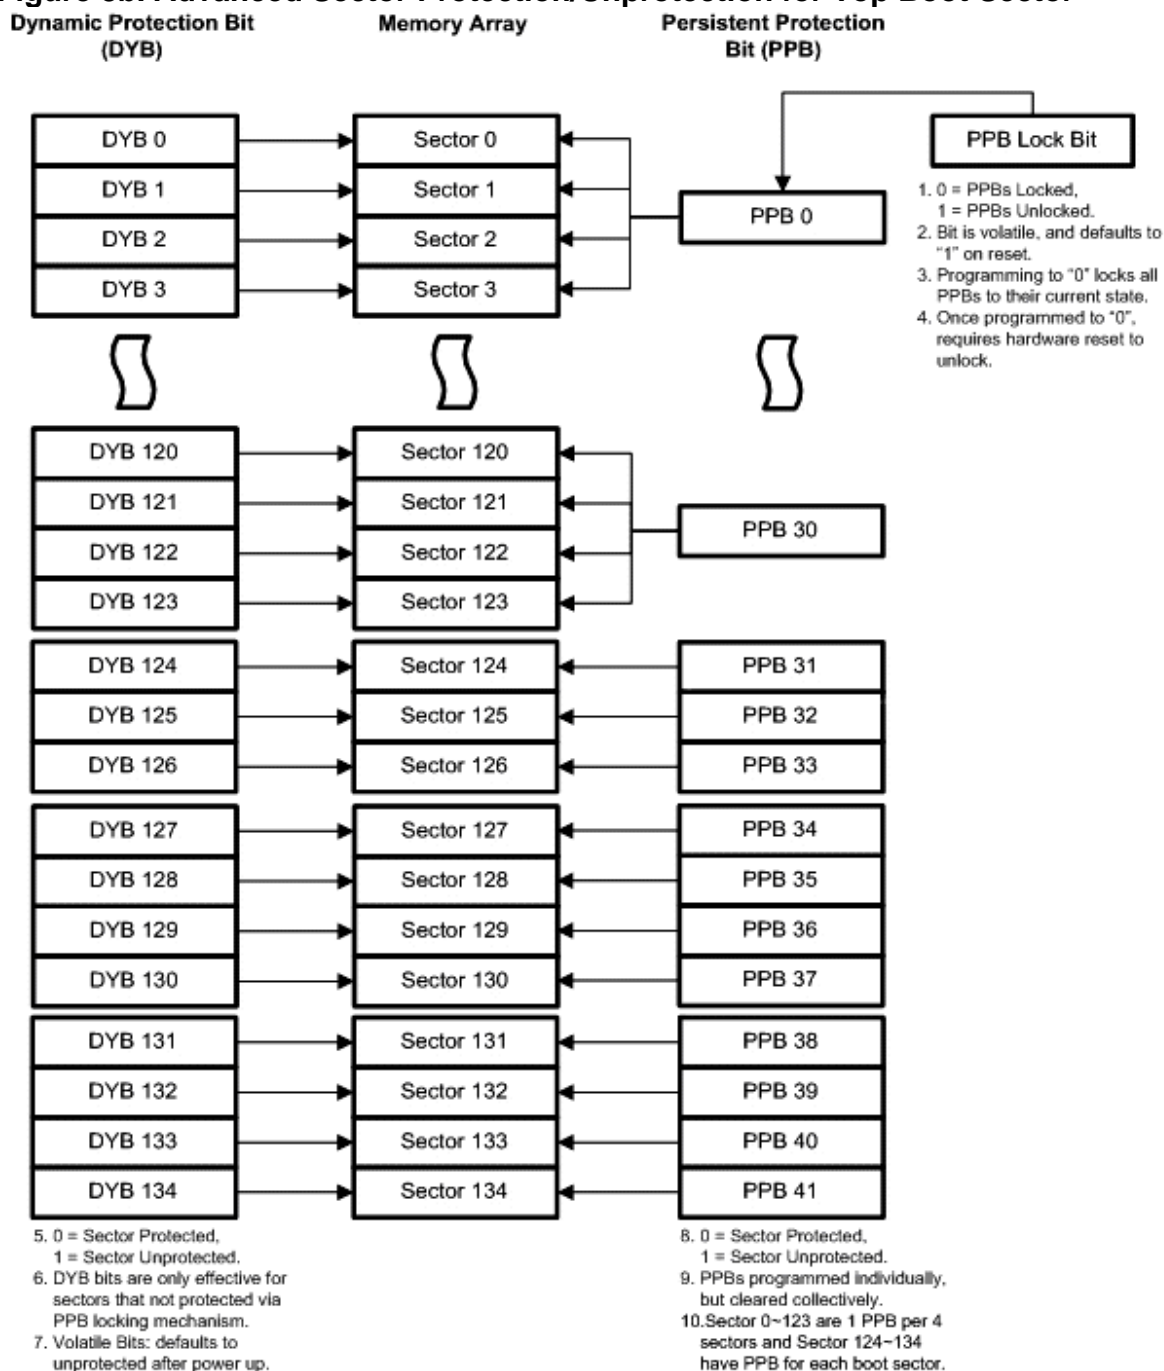 Figure 3b. Advanced Sector Protection/Unprotection for Top Boot Sector
Dynamic Protection Bit
(DYB)
Memory Array
Persistent Protection
Bit (PPB)
DYB 0
Sector 0
PPB Lock Bit
DYB 1
Sector 1
PPB 0
DYB 2
Sector 2
DYB 3
Sector 3
1. 0 = PPBs Locked,
1 = PPBs Unlocked.
2. Bit is volatile, and defaults to
"1" on reset.
3. Programming to "0" locks all
PPBs to their current state.
4. Once programmed to "0",
requires hardware reset to
unlock.
DYB 120
Sector 120
DYB 121
Sector 121
PPB 30
DYB 122
Sector 122
DYB 123
Sector 123
DYB 124
Sector 124
PPB 31
DYB 125
Sector 125
PPB 32
DYB 126
Sector 126
PPB 33
DYB 127
Sector 127
PPB 34
DYB 128
Sector 128
PPB 35
DYB 129
Sector 129
PPB 36
DYB 130
Sector 130
PPB 37
DYB 131
Sector 131
PPB 38
DYB 132
Sector 132
PPB 39
DYB 133
Sector 133
PPB 40
DYB 134
Sector 134
PPB 41
5. 0 = Sector Protected,
1 = Sector Unprotected.
6. DYB bits are only effective for
sectors that not protected via
PPB locking mechanism.
7. Volatile Bits: defaults to
unprotected after power up.
8. 0 = Sector Protected,
1 = Sector Unprotected.
9. PPBs programmed individually,
but cleared collectively.
10.Sector 0~123 are 1 PPB per 4
sectors and Sector 124~134
have PPB for each boot sector.